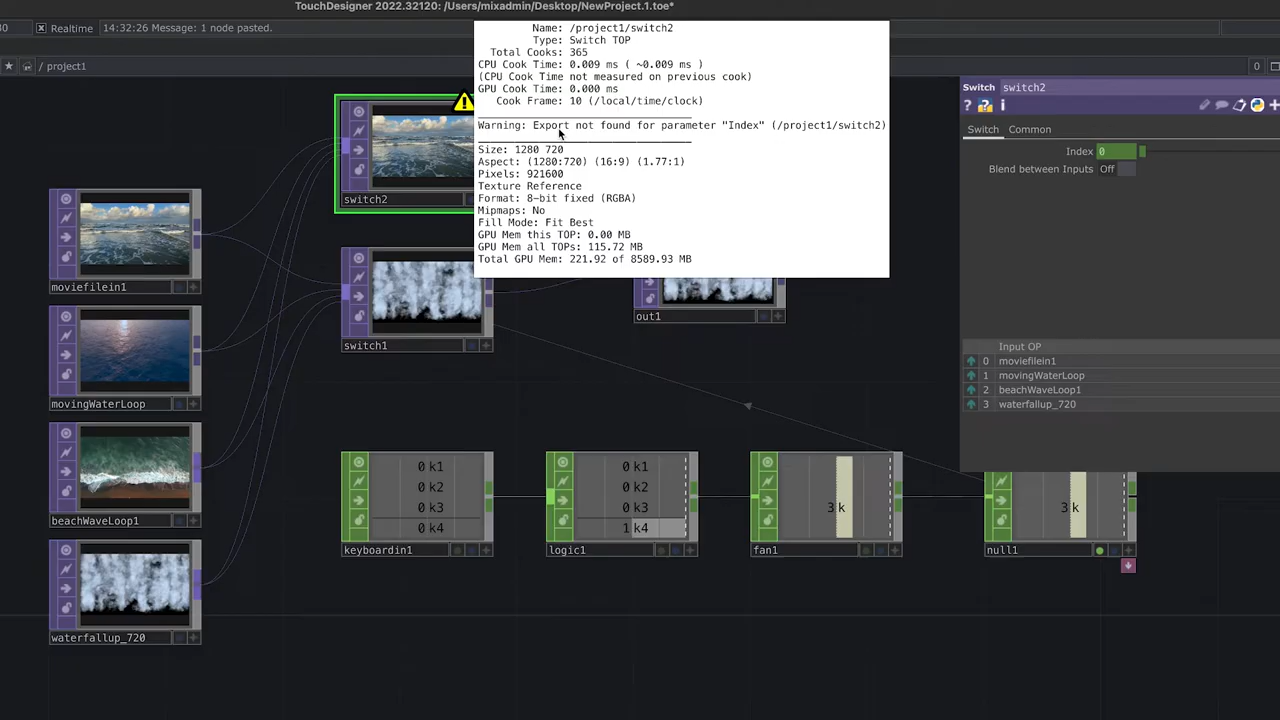 TouchDesigner 2022.32120: /Users/mixadmin/Desktop/NewProject.1.toe*
Realtime 14:32:26 Message: 1 node pasted.
/ project1
0
Name: /project1/switch2
Type: Switch TOP
Total Cooks: 365
CPU Cook Time: 0.009 ms ( ~0.009 ms )
(CPU Cook Time not measured on previous cook)
GPU Cook Time: 0.000 ms
Cook Frame: 10 (/local/time/clock)
Warning: Export not found for parameter "Index" (/project1/switch2)
Size: 1280 720
Aspect: (1280:720) (16:9) (1.77:1)
Pixels: 921600
Texture Reference
Format: 8-bit fixed (RGBA)
Mipmaps: No
Fill Mode: Fit Best
GPU Mem this TOP: 0.00 MB
GPU Mem all TOPs: 115.72 MB
Total GPU Mem: 221.92 of 8589.93 MB
Switch switch2
? ? i
Switch Common
Index 0
Blend between Inputs Off
Input OP
0 moviefilein1
1 movingWaterLoop
2 beachWaveLoop1
3 waterfallup_720
switch2
moviefilein1
out1
switch1
movingWaterLoop
beachWaveLoop1
waterfallup_720
0 k1
0 k2
0 k3
0 k4
keyboardin1
0 k1
0 k2
0 k3
1 k4
logic1
3 k
fan1
3 k
null1